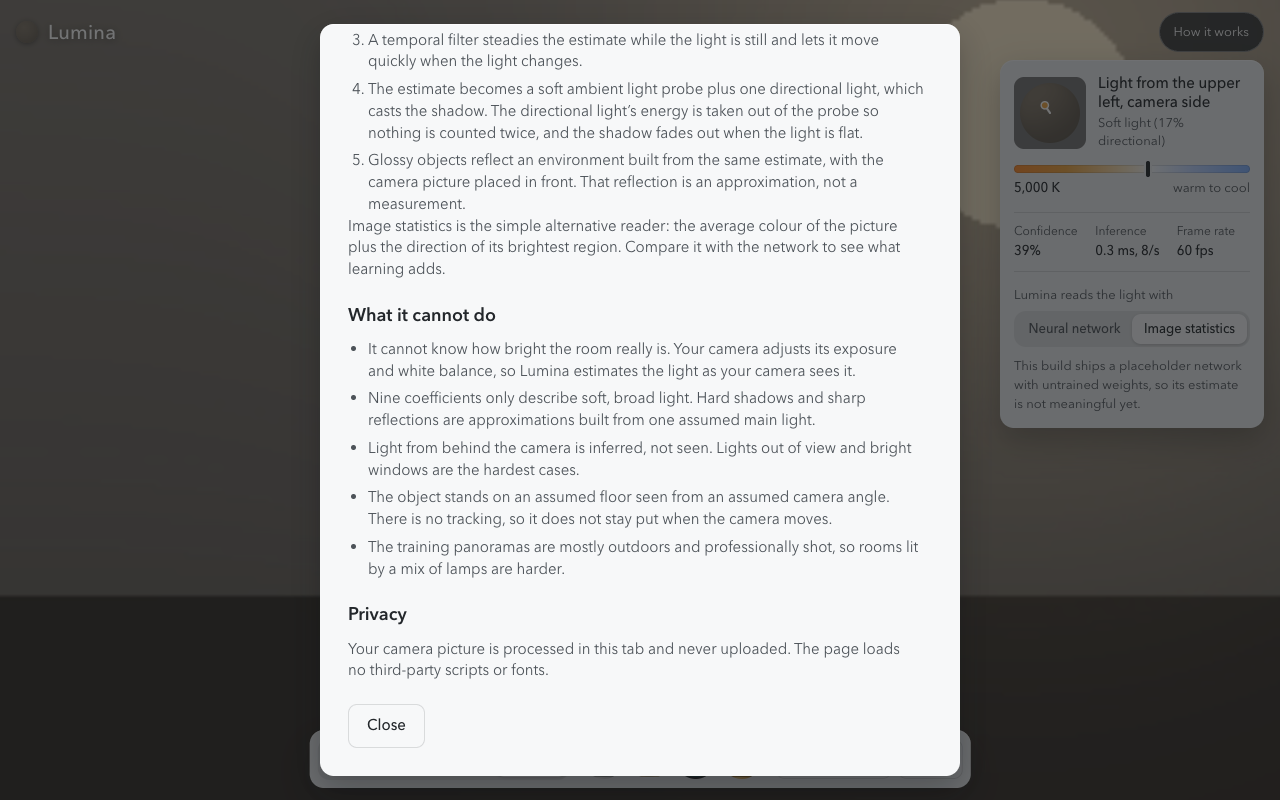 Lumina
How it works
3. A temporal filter steadies the estimate while the light is still and lets it move
quickly when the light changes.
4. The estimate becomes a soft ambient light probe plus one directional light, which
casts the shadow. The directional light's energy is taken out of the probe so
nothing is counted twice, and the shadow fades out when the light is flat.
5. Glossy objects reflect an environment built from the same estimate, with the
camera picture placed in front. That reflection is an approximation, not a
measurement.
Image statistics is the simple alternative reader: the average colour of the picture
plus the direction of its brightest region. Compare it with the network to see what
learning adds.
What it cannot do
• It cannot know how bright the room really is. Your camera adjusts its exposure
and white balance, so Lumina estimates the light as your camera sees it.
• Nine coefficients only describe soft, broad light. Hard shadows and sharp
reflections are approximations built from one assumed main light.
• Light from behind the camera is inferred, not seen. Lights out of view and bright
windows are the hardest cases.
• The object stands on an assumed floor seen from an assumed camera angle.
There is no tracking, so it does not stay put when the camera moves.
• The training panoramas are mostly outdoors and professionally shot, so rooms lit
by a mix of lamps are harder.
Privacy
Your camera picture is processed in this tab and never uploaded. The page loads
no third-party scripts or fonts.
Close
Light from the upper
left, camera side
Soft light (17%
directional)
5,000 K warm to cool
Confidence Inference Frame rate
39% 0.3 ms, 8/s 60 fps
Lumina reads the light with
Neural network Image statistics
This build ships a placeholder network
with untrained weights, so its estimate
is not meaningful yet.